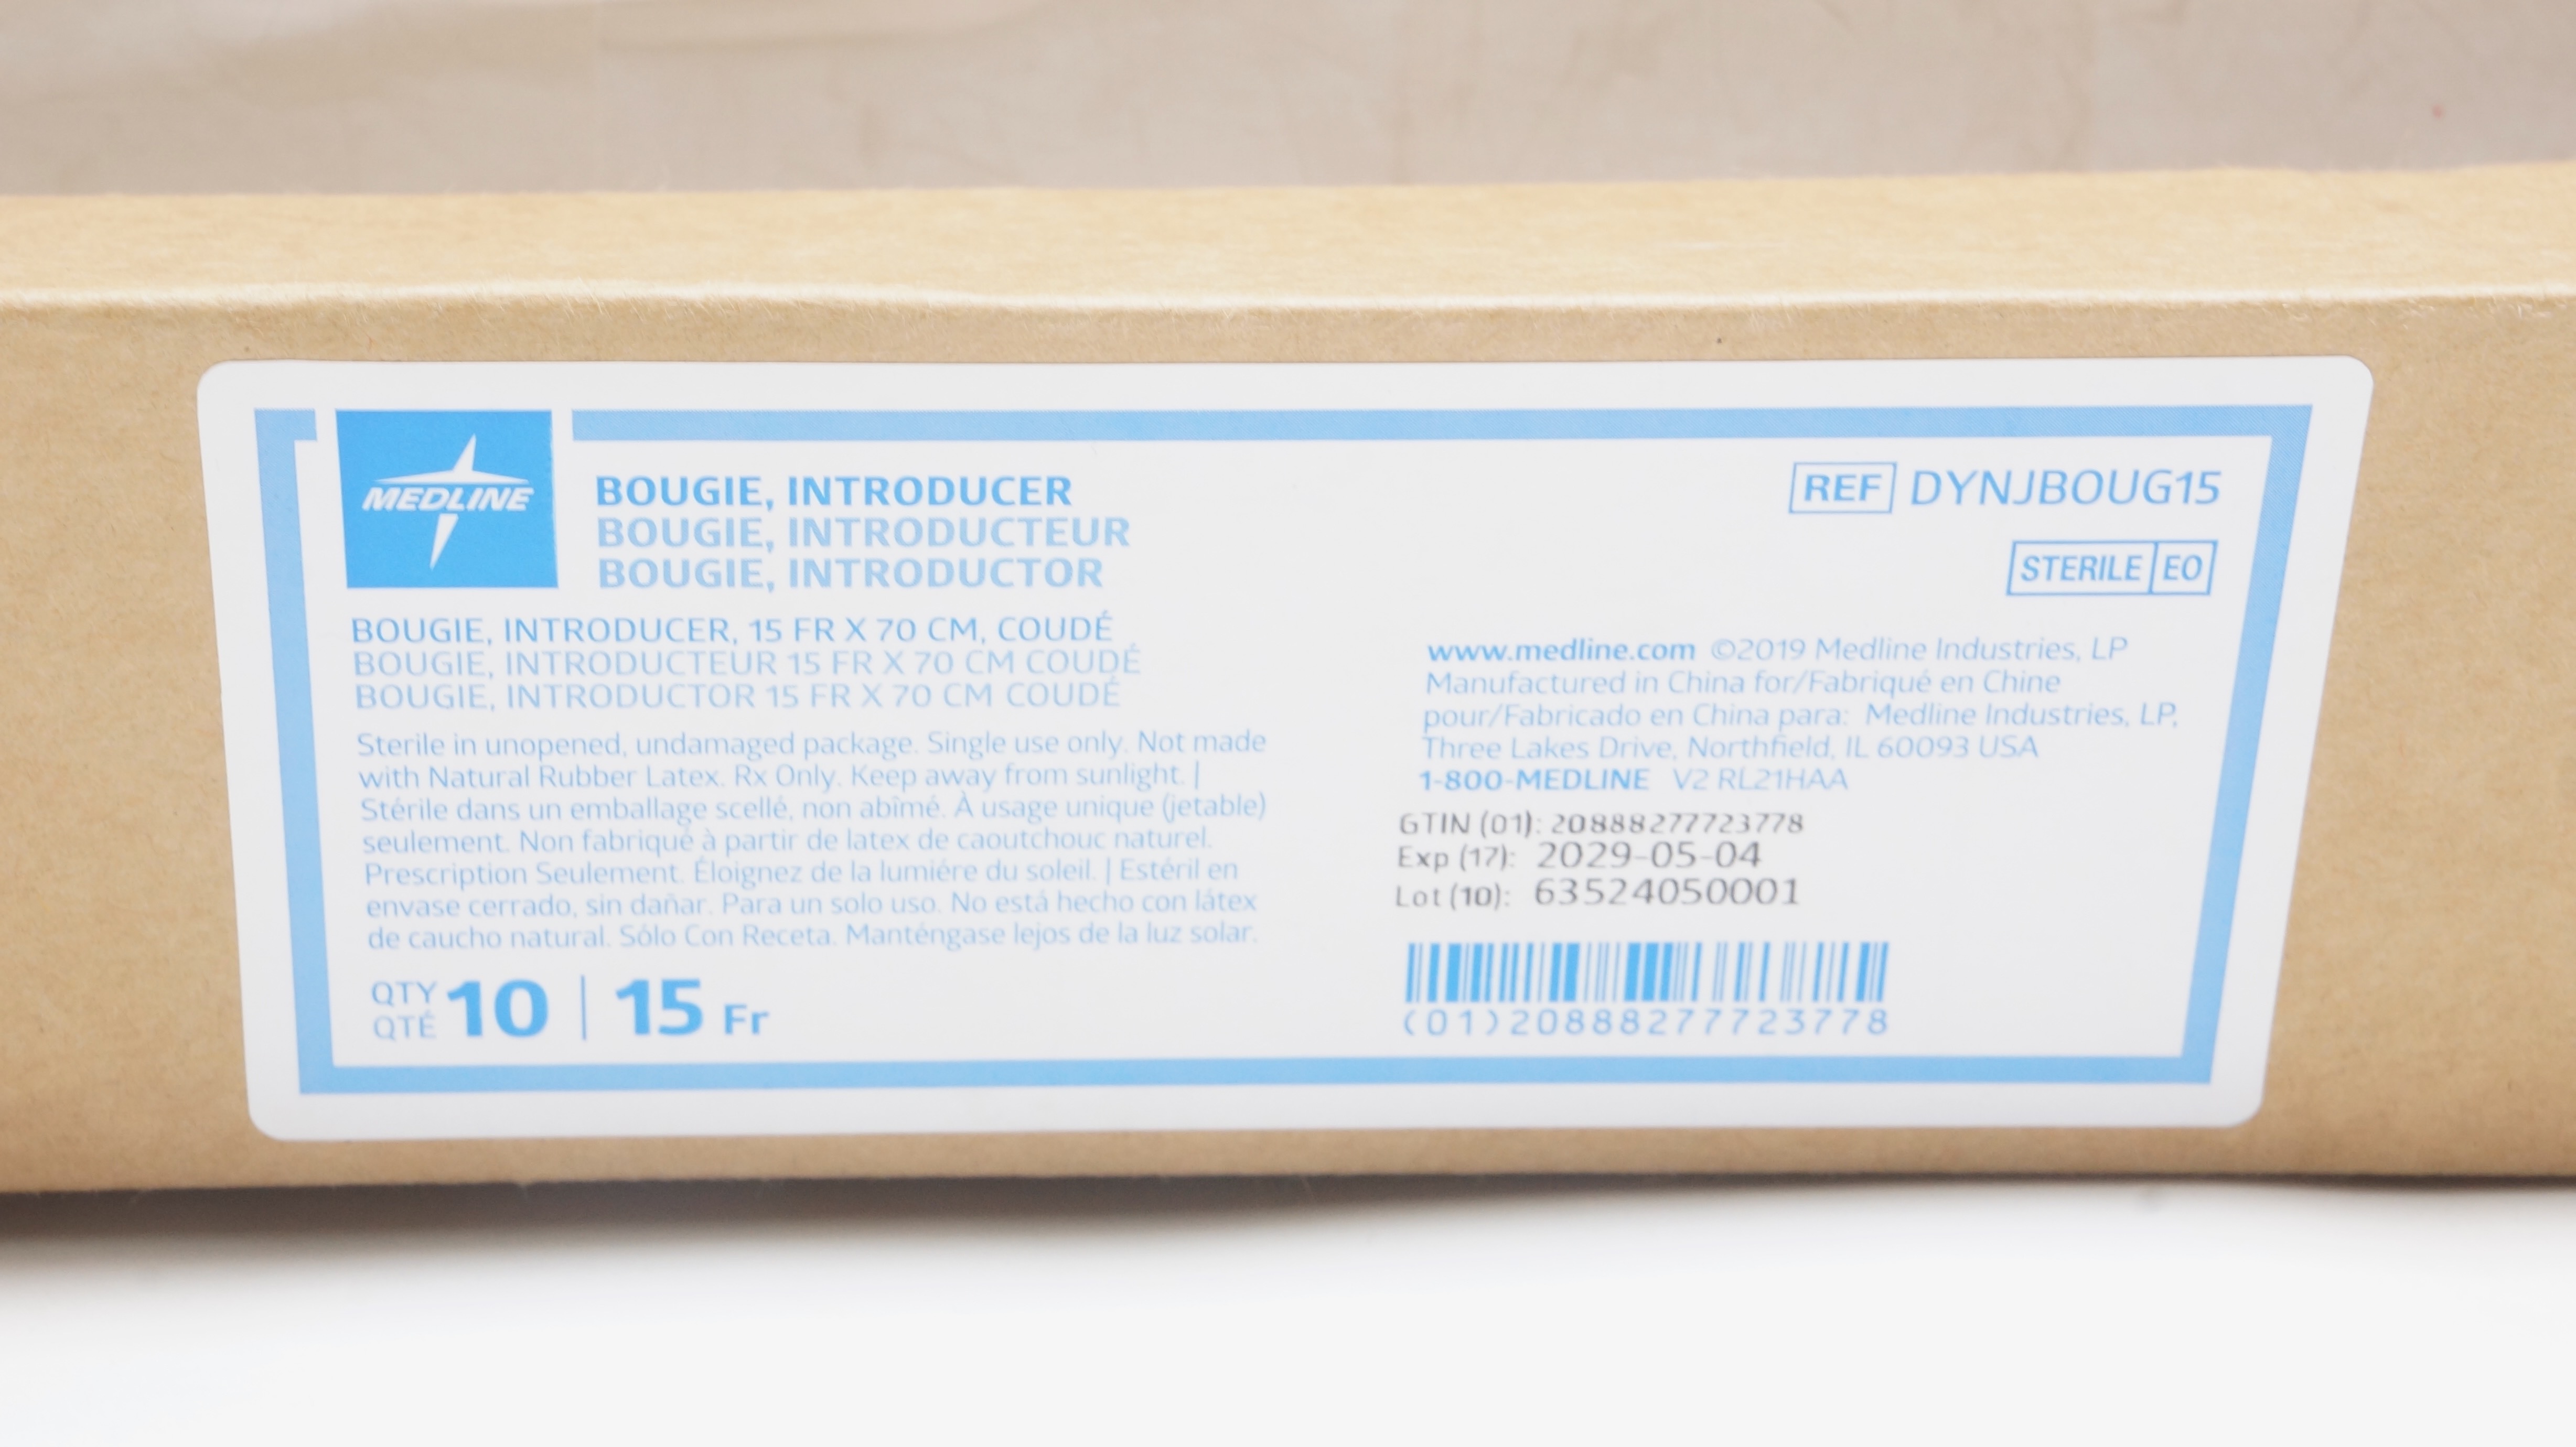 MEDLINE
BOUGIE, INTRODUCER
BOUGIE, INTRODUCTEUR
BOUGIE, INTRODUCTOR
BOUGIE, INTRODUCER, 15 FR X 70 CM, COUDÉ
BOUGIE, INTRODUCTEUR 15 FR X 70 CM COUDÉ
BOUGIE, INTRODUCTOR 15 FR X 70 CM COUDÉ
Sterile in unopened, undamaged package. Single use only. Not made
with Natural Rubber Latex. Rx Only. Keep away from sunlight. |
Stérile dans un emballage scellé, non abîmé. À usage unique (jetable)
seulement. Non fabriqué à partir de latex de caoutchouc naturel.
Prescription Seulement. Éloignez de la lumiére du soleil. | Estéril en
envase cerrado, sin dañar. Para un solo uso. No está hecho con látex
de caucho natural. Sólo Con Receta. Manténgase lejos de la luz solar.
QTY
QTÉ 10 | 15 Fr
REF DYNJBOUG15
STERILE EO
www.medline.com ©2019 Medline Industries, LP
Manufactured in China for/Fabriqué en Chine
pour/Fabricado en China para: Medline Industries, LP,
Three Lakes Drive, Northfield, IL 60093 USA
1-800-MEDLINE V2 RL21HAA
GTIN (01): 20888277723778
Exp (17): 2029-05-04
Lot (10): 63524050001
(01)20888277723778